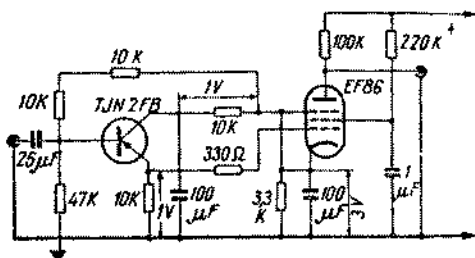 10 K
1V
100K
220K
+
10K
TJN 2FB
10K
EF86
25µF
330Ω
47K
10K
1V
100
µF
3,3
K
100
µF
3V
1
µF